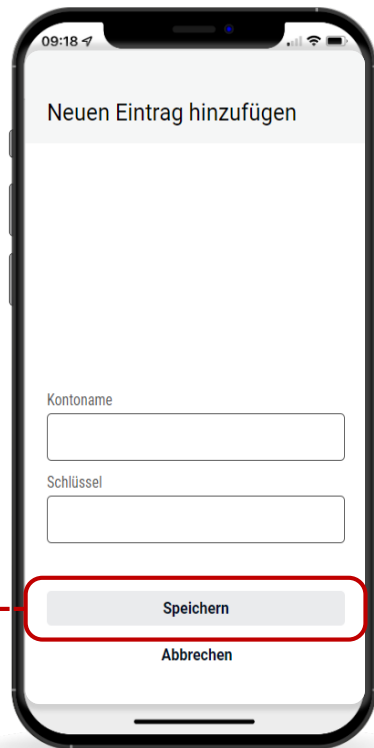 09:18
Neuen Eintrag hinzufügen
Kontoname
Schlüssel
Speichern
Abbrechen